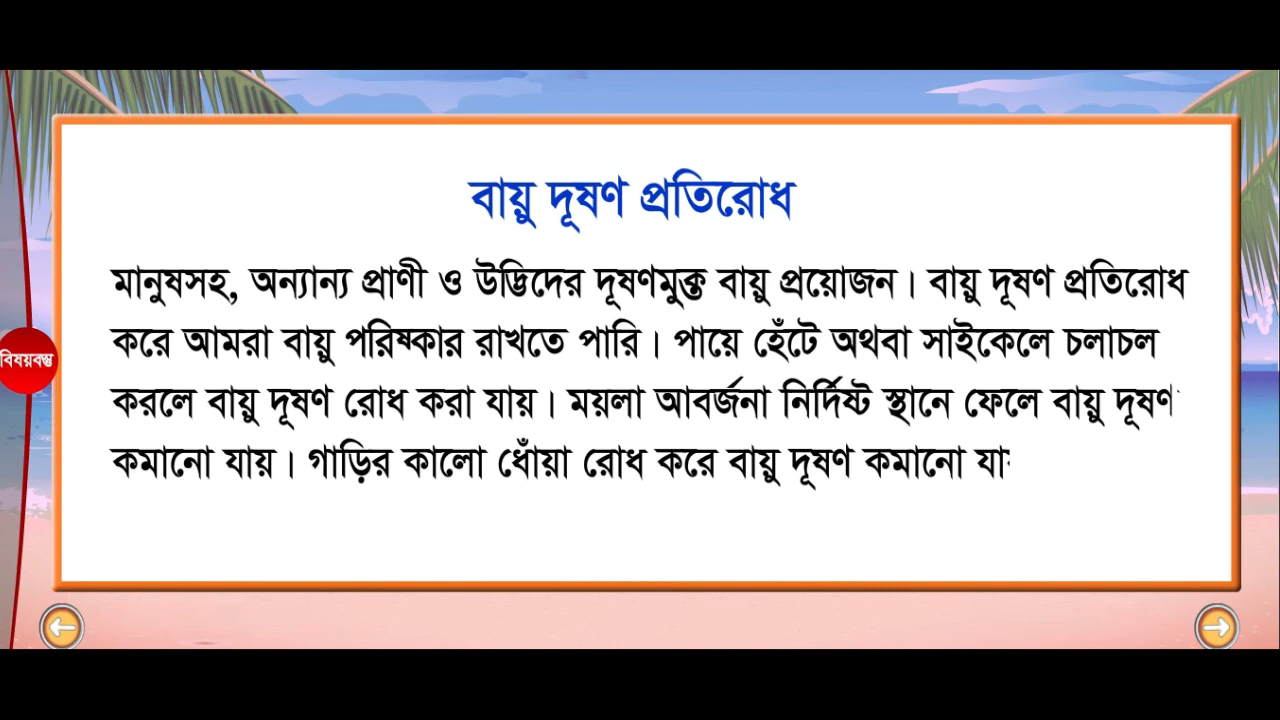 বায়ু দূষণ প্রতিরোধ
মানুষসহ, অন্যান্য প্রাণী ও উদ্ভিদের দূষণমুক্ত বায়ু প্রয়োজন। বায়ু দূষণ প্রতিরোধ
করে আমরা বায়ু পরিষ্কার রাখতে পারি। পায়ে হেঁটে অথবা সাইকেলে চলাচল
বিষয়বস্তু
করলে বায়ু দূষণ রোধ করা যায়। ময়লা আবর্জনা নির্দিষ্ট স্থানে ফেলে বায়ু দূষণ
কমানো যায়। গাড়ির কালো ধোঁয়া রোধ করে বায়ু দূষণ কমানো